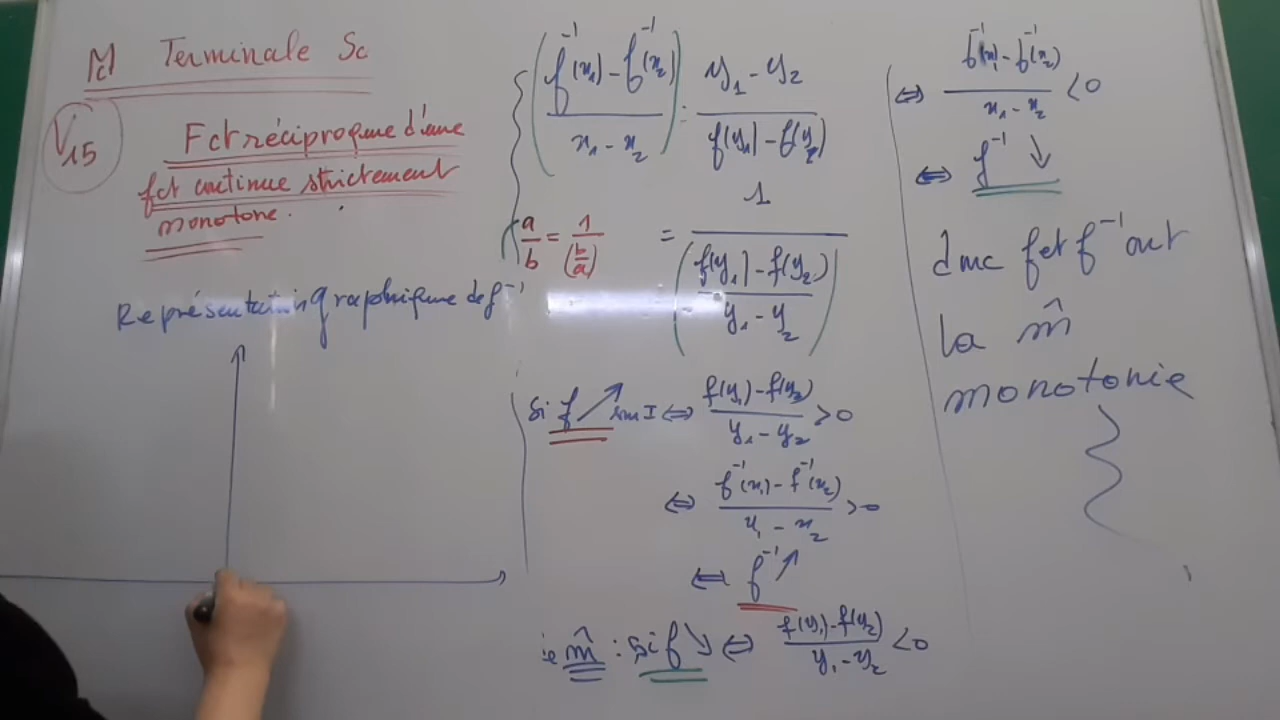 M Terminale Sc
V15
Fct réciproque d'une
fct continue strictement
monotone.
Représentation graphique de f⁻¹
(f⁻¹(x₁) - f⁻¹(x₂) / x₁ - x₂) = y₁ - y₂ / f(y₁) - f(y₂)
a/b = 1/(b/a)
= 1 / (f(y₁) - f(y₂) / y₁ - y₂)
Si f ↗ sur I ⇔ f(y₁) - f(y₂) / y₁ - y₂ > 0
⇔ f⁻¹(x₁) - f⁻¹(x₂) / x₁ - x₂ > 0
⇔ f⁻¹ ↗
de m̂ : Si f ↘ ⇔ f(y₁) - f(y₂) / y₁ - y₂ < 0
⇔ f⁻¹(x₁) - f⁻¹(x₂) / x₁ - x₂ < 0
⇔ f⁻¹ ↘
donc f et f⁻¹ ont
la m̂
monotonie